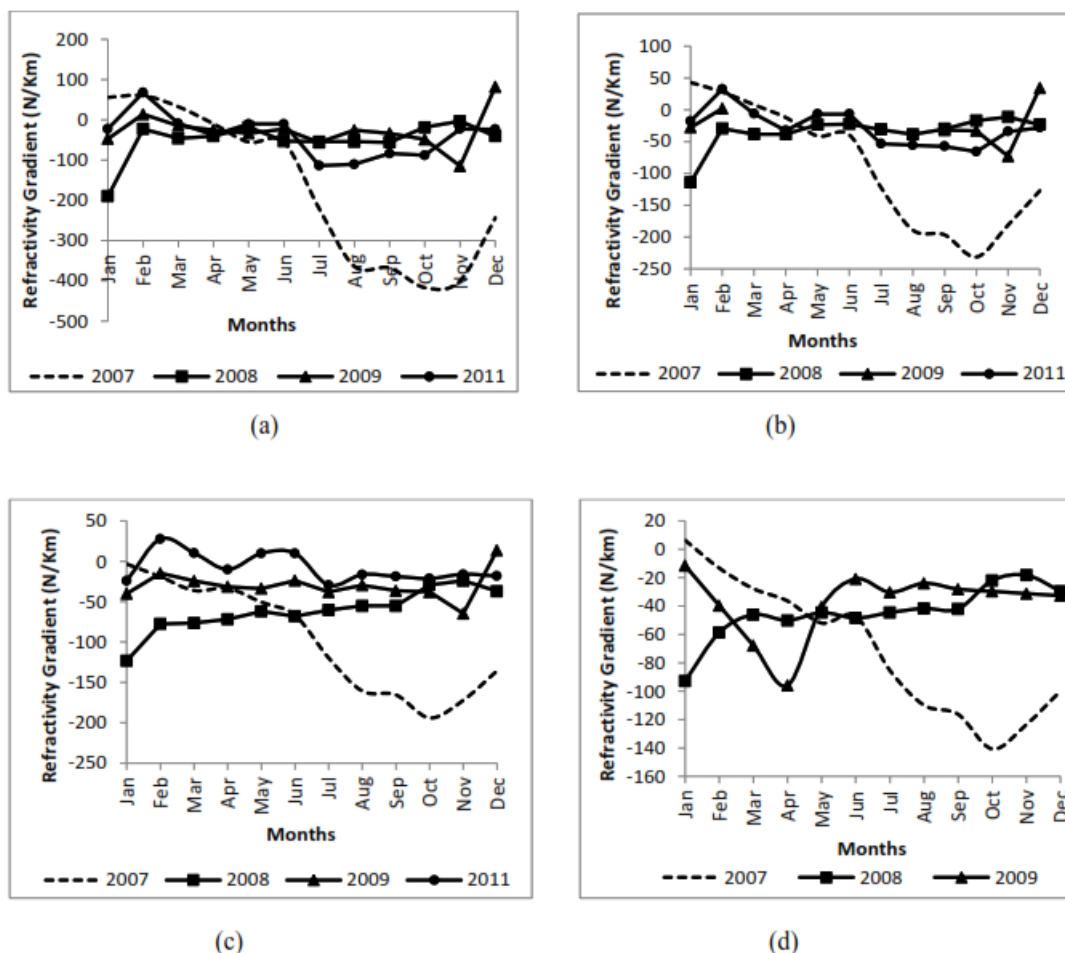 Refractivity Gradient (N/Km)
200
100
0
-100
-200
-300
-400
-500
Jan
Feb
Mar
Apr
May
Jun
Jul
Aug
Sep
Oct
Nov
Dec
Months
2007 2008 2009 2011
(a)
Refractivity Gradient (N/Km)
100
50
0
-50
-100
-150
-200
-250
Jan
Feb
Mar
Apr
May
Jun
Jul
Aug
Sep
Oct
Nov
Dec
Months
2007 2008 2009 2011
(b)
Refractivity Gradient (N/Km)
50
0
-50
-100
-150
-200
-250
Jan
Feb
Mar
Apr
May
Jun
Jul
Aug
Sep
Oct
Nov
Dec
Months
2007 2008 2009 2011
(c)
Refractivity Gradient (N/km)
20
0
-20
-40
-60
-80
-100
-120
-140
-160
Jan
Feb
Mar
Apr
May
Jun
Jul
Aug
Sep
Oct
Nov
Dec
Months
2007 2008 2009
(d)